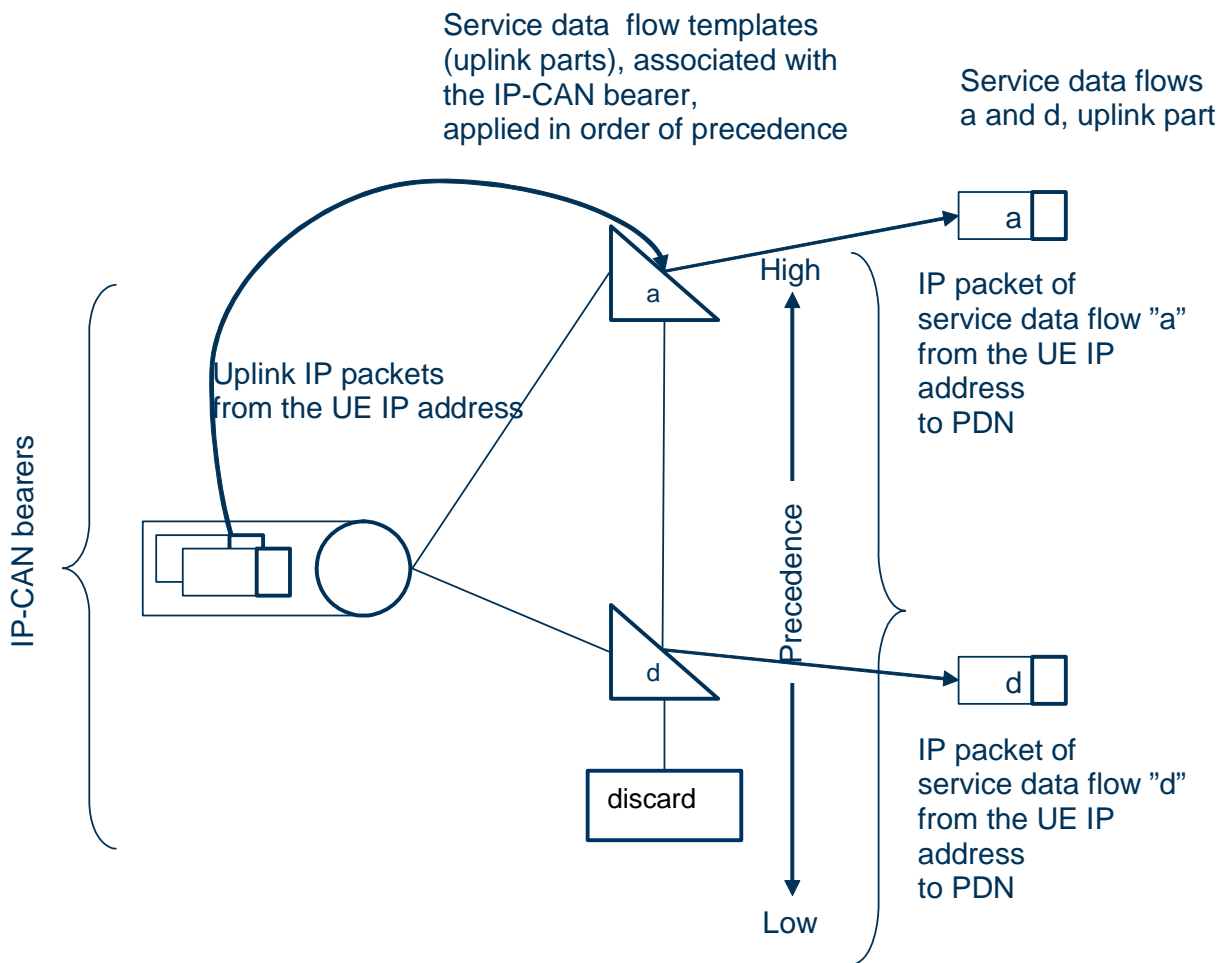 Service data  flow templates
(uplink parts), associated with
the IP-CAN bearer,
applied in order of precedence
Service data flows
a and d, uplink part
a
a
High
IP packet of
service data flow ”a”
from the UE IP
address
to PDN
Uplink IP packets
from the UE IP address
IP-CAN bearers
Precedence
d
d
IP packet of
service data flow ”d”
from the UE IP
address
to PDN
discard
Low